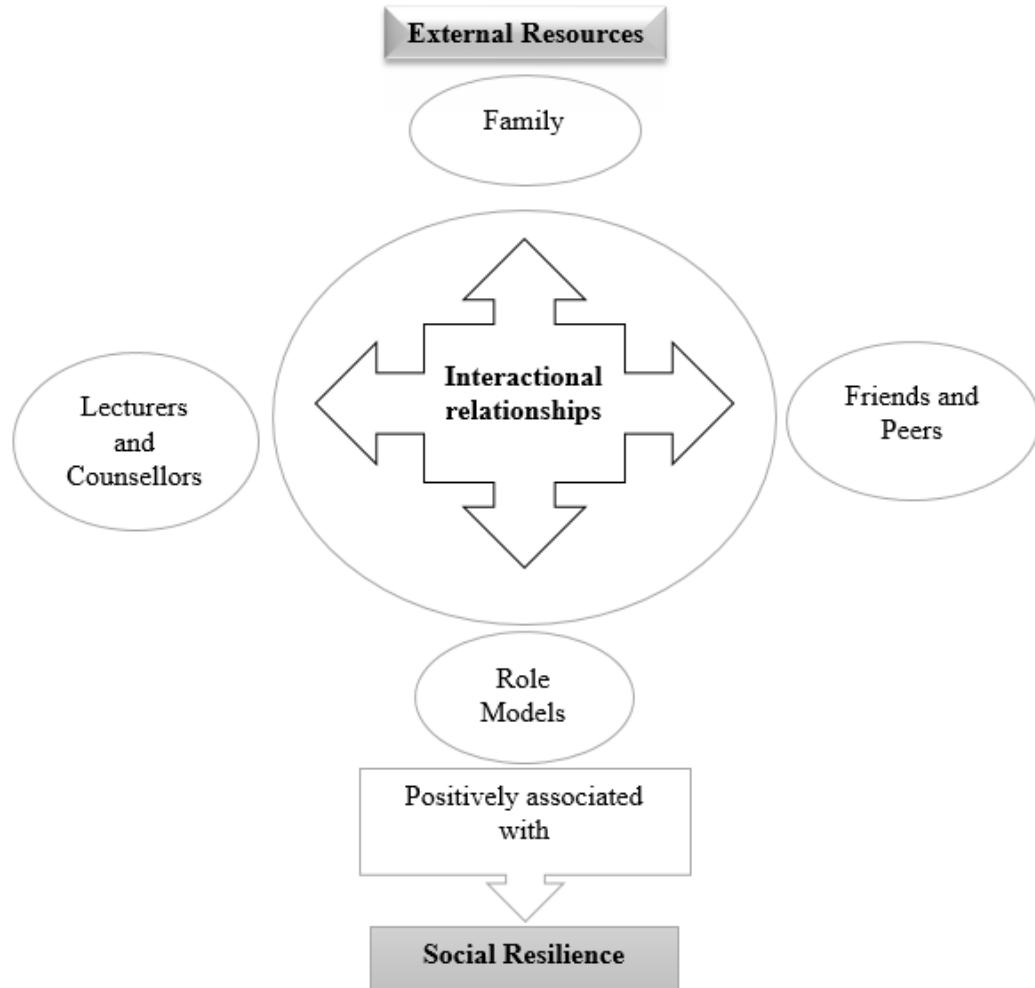 External Resources
Family
Interactional
relationships
Lecturers
and
Counsellors
Friends and
Peers
Role
Models
Positively associated
with
Social Resilience